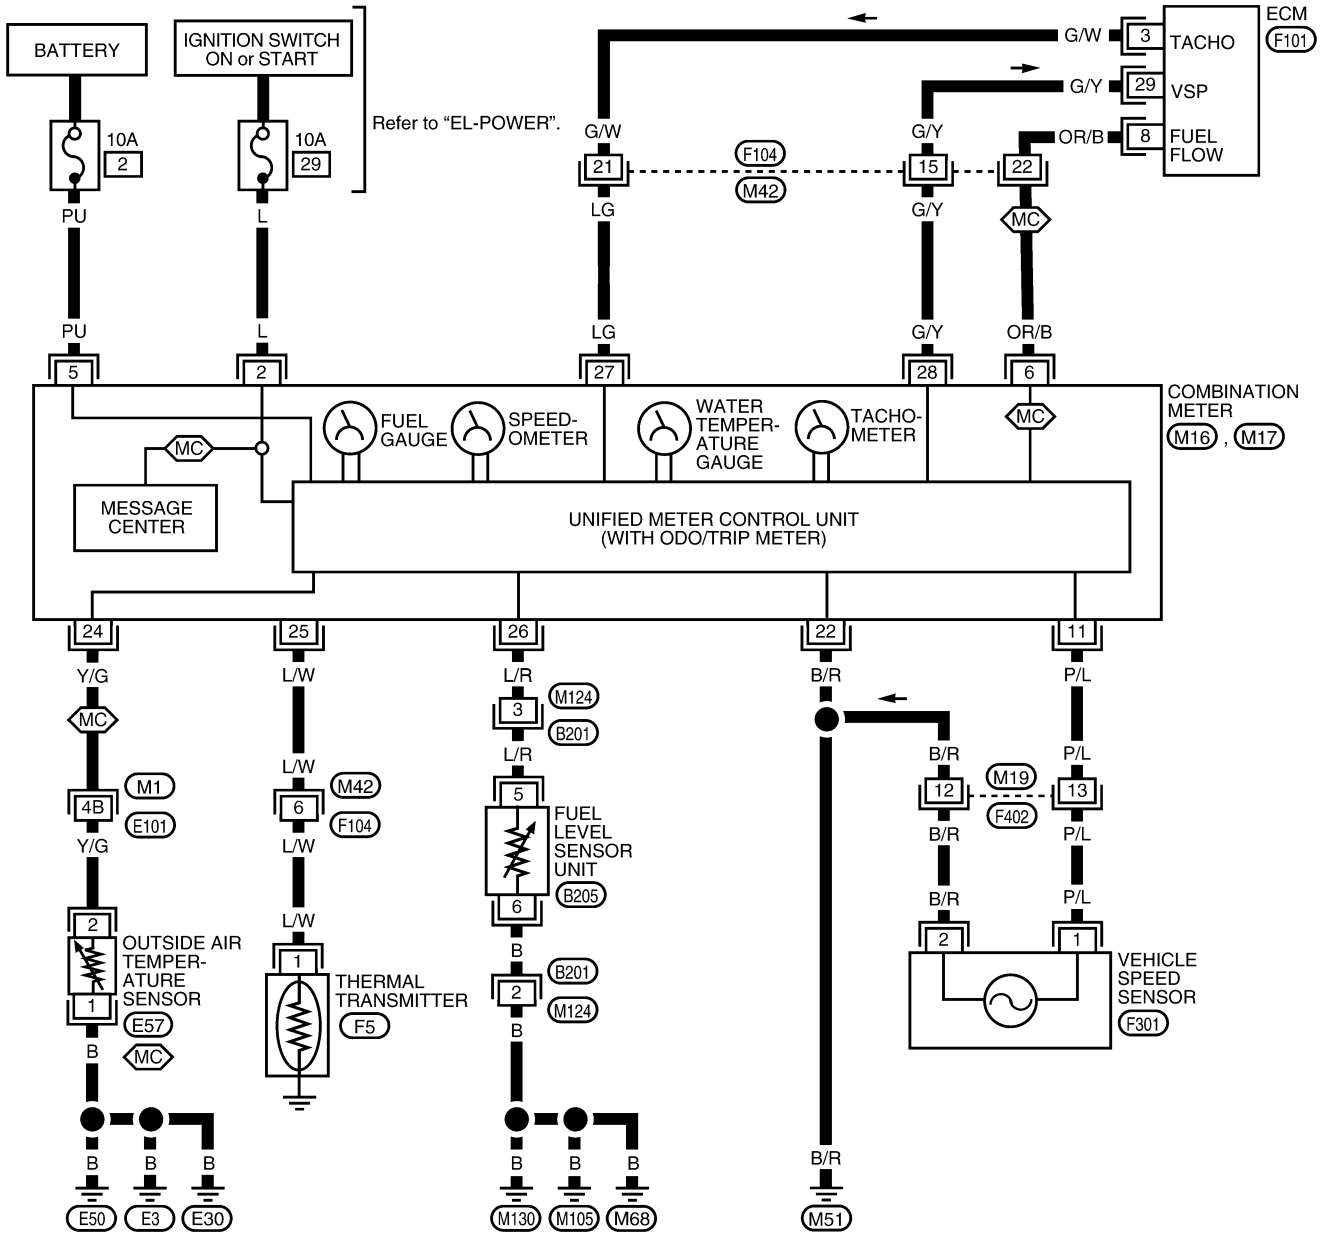 BATTERY
IGNITION SWITCH
ON or START
10A
2
10A
29
Refer to “EL-POWER”.
PU
L
PU
L
5
2
G/W
3
TACHO
ECM
F101
G/Y
29
VSP
OR/B
8
FUEL
FLOW
G/W
G/Y
21
F104
M42
15
22
LG
G/Y
MC
LG
G/Y
OR/B
27
28
6
COMBINATION
METER
M16 , M17
FUEL
GAUGE
SPEED-
OMETER
WATER
TEMPER-
ATURE
GAUGE
TACHO-
METER
MC
MC
MESSAGE
CENTER
UNIFIED METER CONTROL UNIT
(WITH ODO/TRIP METER)
24
25
26
22
11
Y/G
MC
4B
M1
E101
Y/G
2
1
OUTSIDE AIR
TEMPER-
ATURE
SENSOR
E57
MC
B
B
B
B
E50
E3
E30
L/W
L/W
6
M42
F104
L/W
L/W
1
THERMAL
TRANSMITTER
F5
L/R
3
M124
B201
L/R
5
FUEL
LEVEL
SENSOR
UNIT
B205
6
B
2
B201
M124
B
B
B
B
M130
M105
M68
B/R
B/R
M51
B/R
12
M19
F402
B/R
B/R
2
P/L
P/L
13
P/L
P/L
1
VEHICLE
SPEED
SENSOR
F301